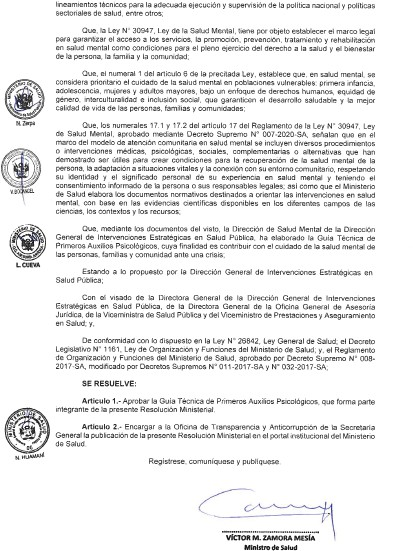 lineamientos técnicos para la adecuada ejecución y supervisión de la política nacional y políticas
sectoriales de salud, entre otros;
Que, la Ley N° 30947, Ley de la Salud Mental, tiene por objeto establecer el marco legal
para garantizar el acceso a los servicios, la promoción, prevención, tratamiento y rehabilitación
en salud mental como condiciones para el pleno ejercicio del derecho a la salud y el bienestar
de la persona, la familia y la comunidad;
Que, el numeral 1 del artículo 6 de la precitada Ley, establece que, en salud mental, se
considera prioritario el cuidado de la salud mental en poblaciones vulnerables: primera infancia,
adolescencia, mujeres y adultos mayores, bajo un enfoque de derechos humanos, equidad de
género, interculturalidad e inclusión social, que garanticen el desarrollo saludable y la mejor
calidad de vida de las personas, familias y comunidades;
N. Zerpa
Que, los numerales 17.1 y 17.2 del artículo 17 del Reglamento de la Ley N° 30947, Ley
de Salud Mental, aprobado mediante Decreto Supremo N° 007-2020-SA, señalan que en el
marco del modelo de atención comunitaria en salud mental se incluyen diversos procedimientos
o intervenciones médicas, psicológicas, sociales, complementarias o alternativas que han
demostrado ser útiles para crear condiciones para la recuperación de la salud mental de la
persona, la adaptación a situaciones vitales y la conexión con su entorno comunitario, respetando
su identidad y el significado personal de su experiencia en salud mental y teniendo el
consentimiento informado de la persona o sus responsables legales; así como que el Ministerio
de Salud elabora los documentos normativos destinados a orientar las intervenciones en salud
mental, con base en las evidencias científicas disponibles en los diferentes campos de las
ciencias, los contextos y los recursos;
V. BOCANGEL
Que, mediante los documentos del visto, la Dirección de Salud Mental de la Dirección
General de Intervenciones Estratégicas en Salud Pública, ha elaborado la Guía Técnica de
Primeros Auxilios Psicológicos, cuya finalidad es contribuir con el cuidado de la salud mental de
las personas, familias y comunidad ante una crisis;
L. CUEVA
Estando a lo propuesto por la Dirección General de Intervenciones Estratégicas en
Salud Pública;
Con el visado de la Directora General de la Dirección General de Intervenciones
Estratégicas en Salud Pública, de la Directora General de la Oficina General de Asesoría
Jurídica, de la Viceministra de Salud Pública y del Viceministro de Prestaciones y Aseguramiento
en Salud; y,
De conformidad con lo dispuesto en la Ley N° 26842, Ley General de Salud; el Decreto
Legislativo N° 1161, Ley de Organización y Funciones del Ministerio de Salud; y, el Reglamento
de Organización y Funciones del Ministerio de Salud, aprobado por Decreto Supremo N° 008-
2017-SA, modificado por Decretos Supremos N° 011-2017-SA y N° 032-2017-SA;
SE RESUELVE:
Artículo 1.- Aprobar la Guía Técnica de Primeros Auxilios Psicológicos, que forma parte
integrante de la presente Resolución Ministerial.
Artículo 2.- Encargar a la Oficina de Transparencia y Anticorrupción de la Secretaría
General la publicación de la presente Resolución Ministerial en el portal institucional del Ministerio
de Salud.
MINISTERIO DE SALUD
N. HUAMANÍ
Regístrese, comuníquese y publíquese.
VÍCTOR M. ZAMORA MESÍA
Ministro de Salud